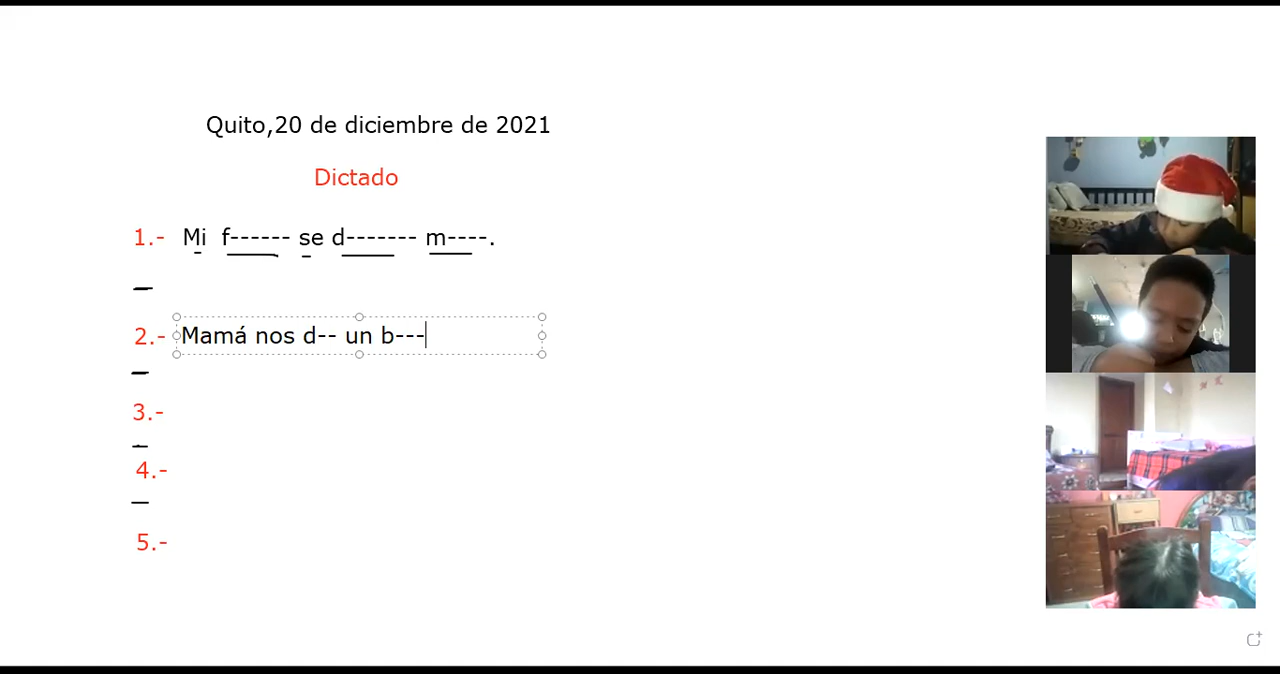 Quito,20 de diciembre de 2021
Dictado
1.- Mi f------ se d------- m----.
2.- Mamá nos d-- un b---
3.-
4.-
5.-